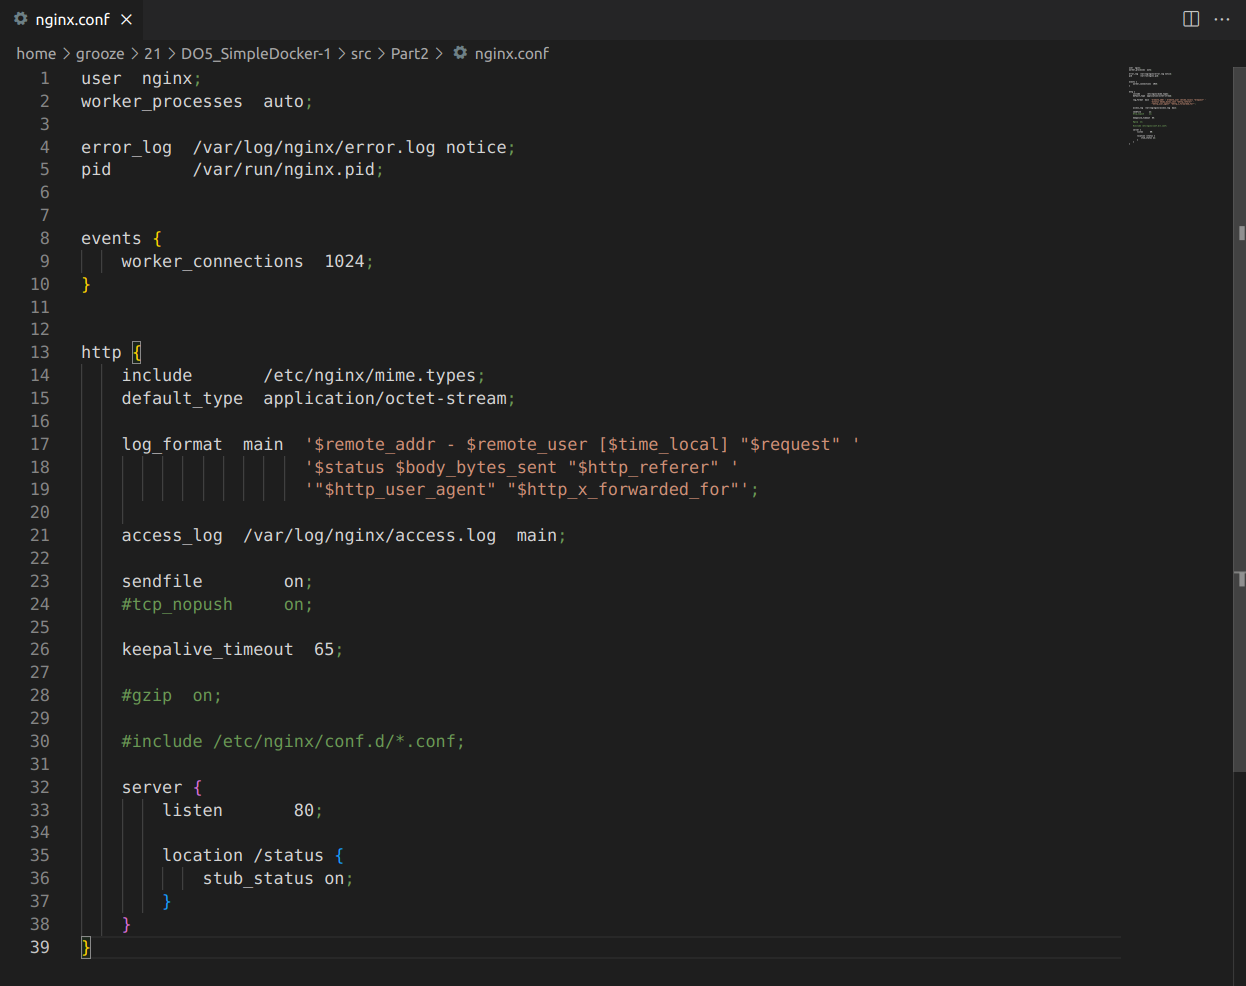 nginx.conf
home > grooze > 21 > DO5_SimpleDocker-1 > src > Part2 > nginx.conf
1 user  nginx;
2 worker_processes  auto;
3
4 error_log  /var/log/nginx/error.log notice;
5 pid        /var/run/nginx.pid;
6
7
8 events {
9     worker_connections  1024;
10 }
11
12
13 http {
14     include       /etc/nginx/mime.types;
15     default_type  application/octet-stream;
16
17     log_format  main  '$remote_addr - $remote_user [$time_local] "$request" '
18                       '$status $body_bytes_sent "$http_referer" '
19                       '"$http_user_agent" "$http_x_forwarded_for"';
20
21     access_log  /var/log/nginx/access.log  main;
22
23     sendfile        on;
24     #tcp_nopush     on;
25
26     keepalive_timeout  65;
27
28     #gzip  on;
29
30     #include /etc/nginx/conf.d/*.conf;
31
32     server {
33         listen       80;
34
35         location /status {
36             stub_status on;
37         }
38     }
39 }